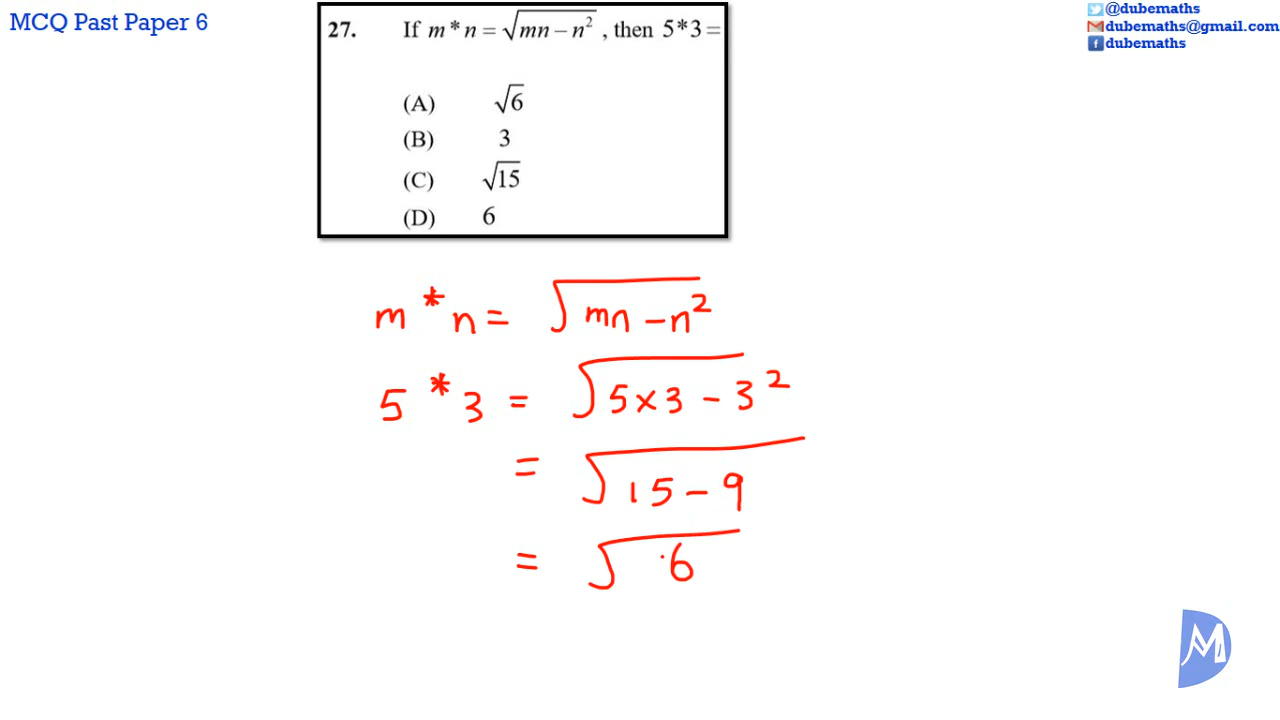 MCQ Past Paper 6
@dubemaths
dubemaths@gmail.com
dubemaths
27. If m * n = √(mn – n²) , then 5*3 =
(A) √6
(B) 3
(C) √15
(D) 6
m * n = √(mn – n²)
5 * 3 = √(5 × 3 – 3²)
= √(15 – 9)
= √6
DM